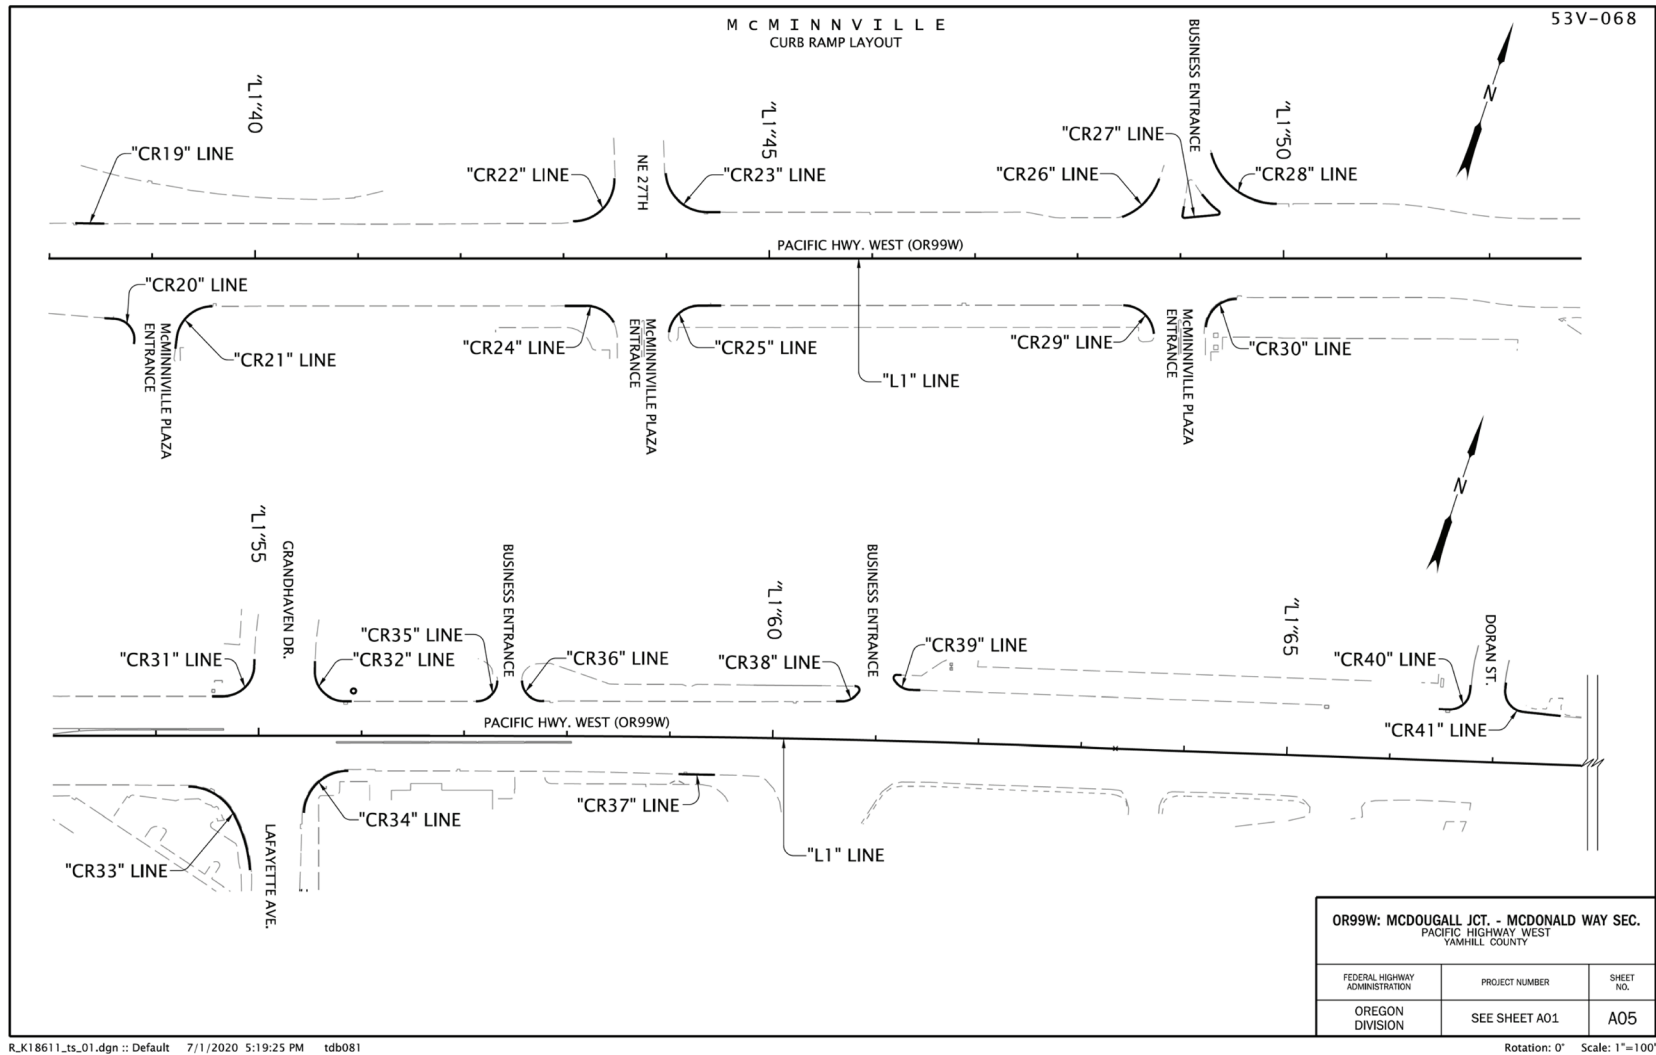 53V-068
McMINNVILLE
CURB RAMP LAYOUT
"L1"40
"L1"45
BUSINESS ENTRANCE
"L1"50
N
"CR19" LINE
"CR22" LINE
NE 27TH
"CR23" LINE
"CR26" LINE
"CR27" LINE
"CR28" LINE
PACIFIC HWY. WEST (OR99W)
"CR20" LINE
McMINNIVILLE PLAZA
ENTRANCE
"CR21" LINE
"CR24" LINE
McMINNIVILLE PLAZA
ENTRANCE
"CR25" LINE
"L1" LINE
"CR29" LINE
McMINNIVILLE PLAZA
ENTRANCE
"CR30" LINE
N
"L1"55
GRANDHAVEN DR.
BUSINESS ENTRANCE
"L1"60
BUSINESS ENTRANCE
"L1"65
DORAN ST.
"CR31" LINE
"CR32" LINE
"CR35" LINE
"CR36" LINE
"CR38" LINE
"CR39" LINE
"CR40" LINE
"CR41" LINE
PACIFIC HWY. WEST (OR99W)
"CR33" LINE
LAFAYETTE AVE.
"CR34" LINE
"CR37" LINE
"L1" LINE
OR99W: MCDOUGALL JCT. - MCDONALD WAY SEC.
PACIFIC HIGHWAY WEST
YAMHILL COUNTY
FEDERAL HIGHWAY
ADMINISTRATION
PROJECT NUMBER
SHEET
NO.
OREGON
DIVISION
SEE SHEET A01
A05
R_K18611_ts_01.dgn :: Default 7/1/2020 5:19:25 PM tdb081
Rotation: 0° Scale: 1"=100'